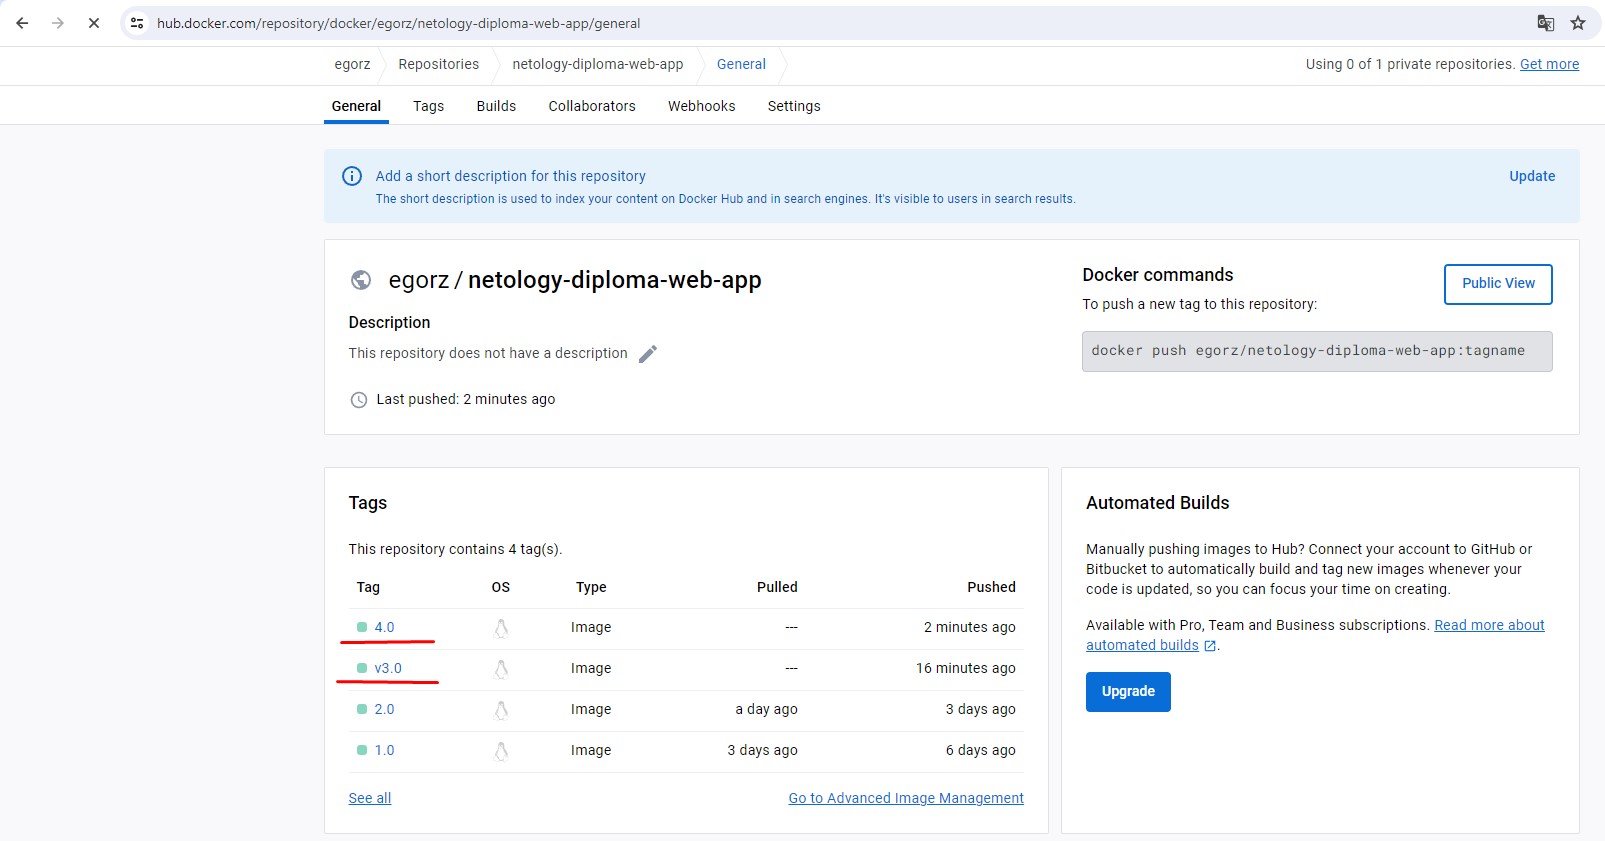 hub.docker.com/repository/docker/egorz/netology-diploma-web-app/general
egorz Repositories netology-diploma-web-app General Using 0 of 1 private repositories. Get more
General Tags Builds Collaborators Webhooks Settings
Add a short description for this repository Update
The short description is used to index your content on Docker Hub and in search engines. It's visible to users in search results.
egorz / netology-diploma-web-app
Description
This repository does not have a description
Last pushed: 2 minutes ago
Docker commands
Public View
To push a new tag to this repository:
docker push egorz/netology-diploma-web-app:tagname
Tags
This repository contains 4 tag(s).
Tag OS Type Pulled Pushed
4.0 Image --- 2 minutes ago
v3.0 Image --- 16 minutes ago
2.0 Image a day ago 3 days ago
1.0 Image 3 days ago 6 days ago
See all Go to Advanced Image Management
Automated Builds
Manually pushing images to Hub? Connect your account to GitHub or
Bitbucket to automatically build and tag new images whenever your
code is updated, so you can focus your time on creating.
Available with Pro, Team and Business subscriptions. Read more about
automated builds.
Upgrade